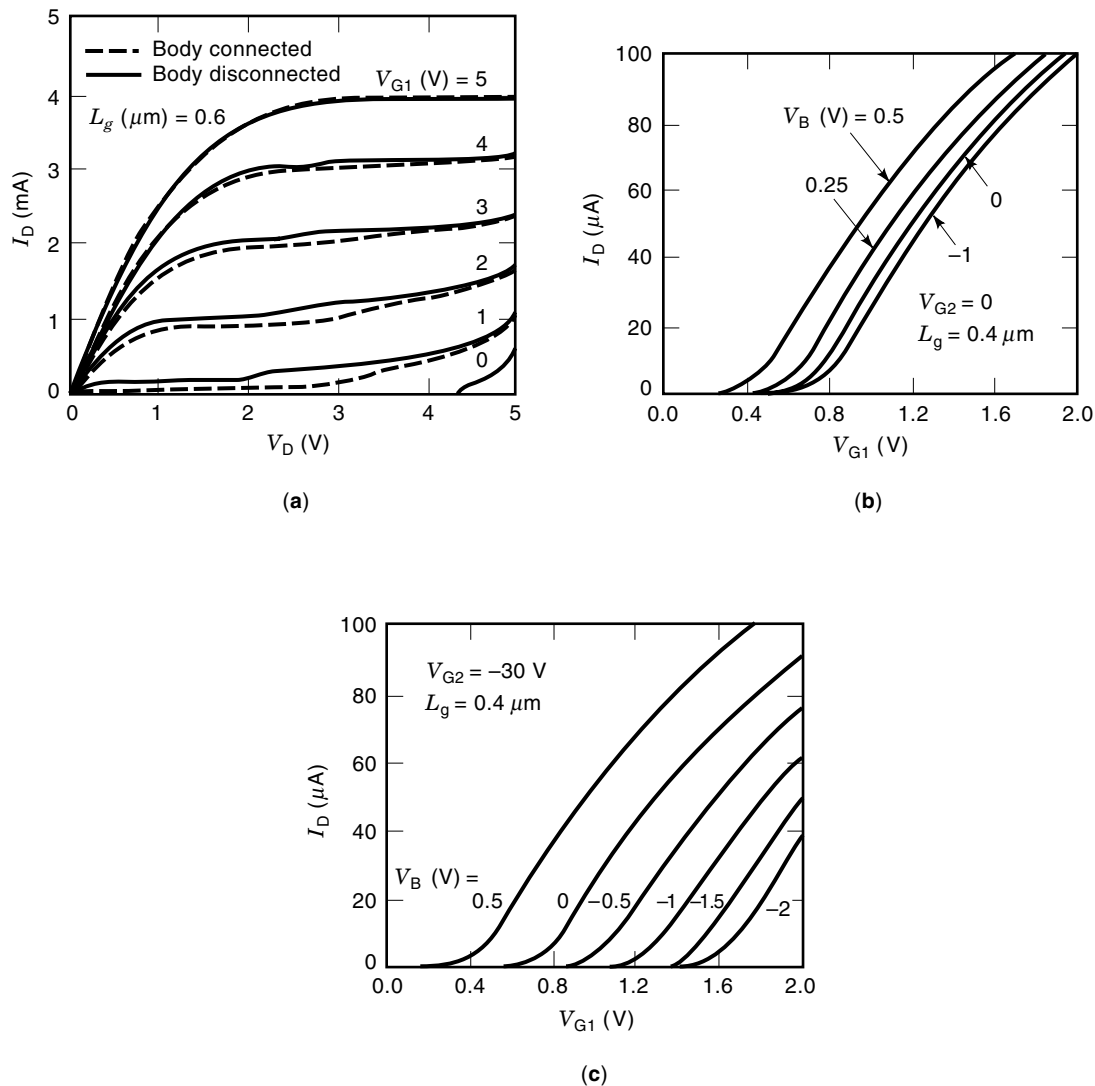 5
Body connected
Body disconnected
V_G1 (V) = 5
4
L_g (μm) = 0.6
4
3
3
I_D (mA)
2
2
1
1
0
0
0 1 2 3 4 5
V_D (V)
(a)
100
V_B (V) = 0.5
80
0.25
60
0
I_D (μA)
40
–1
V_G2 = 0
20
L_g = 0.4 μm
0
0.0 0.4 0.8 1.2 1.6 2.0
V_G1 (V)
(b)
100
V_G2 = –30 V
80
L_g = 0.4 μm
60
I_D (μA)
40
V_B (V) =
20
0.5 0 –0.5 –1 –1.5 –2
0
0.0 0.4 0.8 1.2 1.6 2.0
V_G1 (V)
(c)